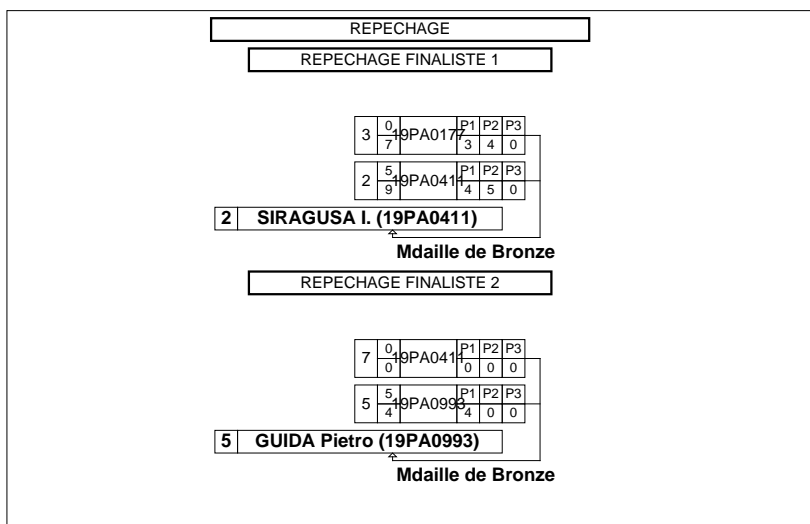 REPECHAGE
REPECHAGE FINALISTE 1
3 0 7 19PA0177 P1 P2 P3 3 4 0
2 5 9 19PA0411 P1 P2 P3 4 5 0
2 SIRAGUSA I. (19PA0411)
Mdaille de Bronze
REPECHAGE FINALISTE 2
7 0 0 19PA0411 P1 P2 P3 0 0 0
5 5 4 19PA0993 P1 P2 P3 4 0 0
5 GUIDA Pietro (19PA0993)
Mdaille de Bronze